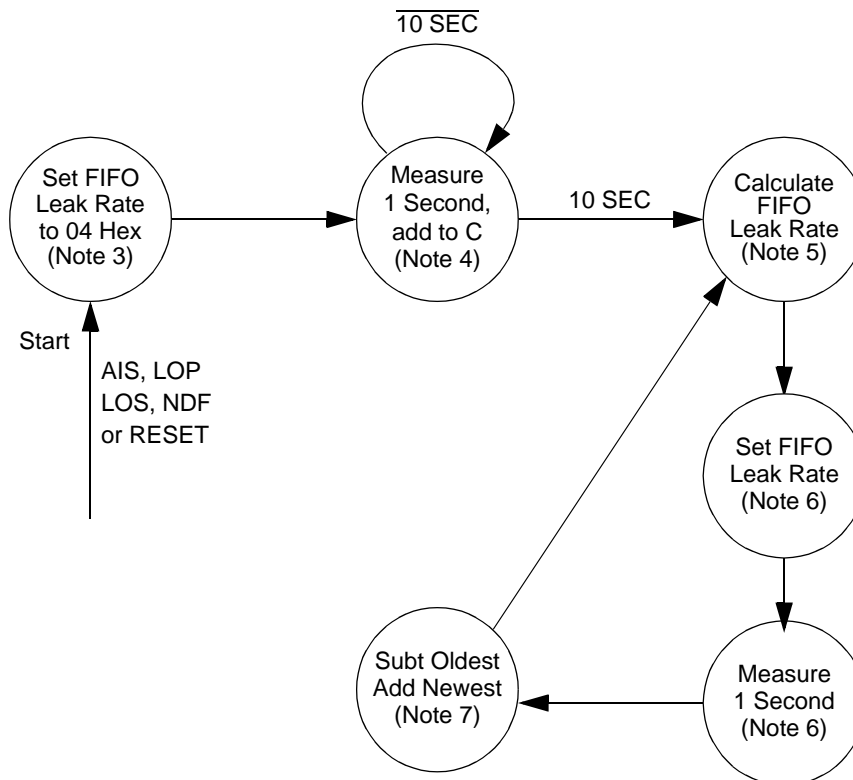 10 SEC
Set FIFO
Leak Rate
to 04 Hex
(Note 3)
Measure
1 Second,
add to C
(Note 4)
10 SEC
Calculate
FIFO
Leak Rate
(Note 5)
Start
AIS, LOP
LOS, NDF
or RESET
Set FIFO
Leak Rate
(Note 6)
Subt Oldest
Add Newest
(Note 7)
Measure
1 Second
(Note 6)